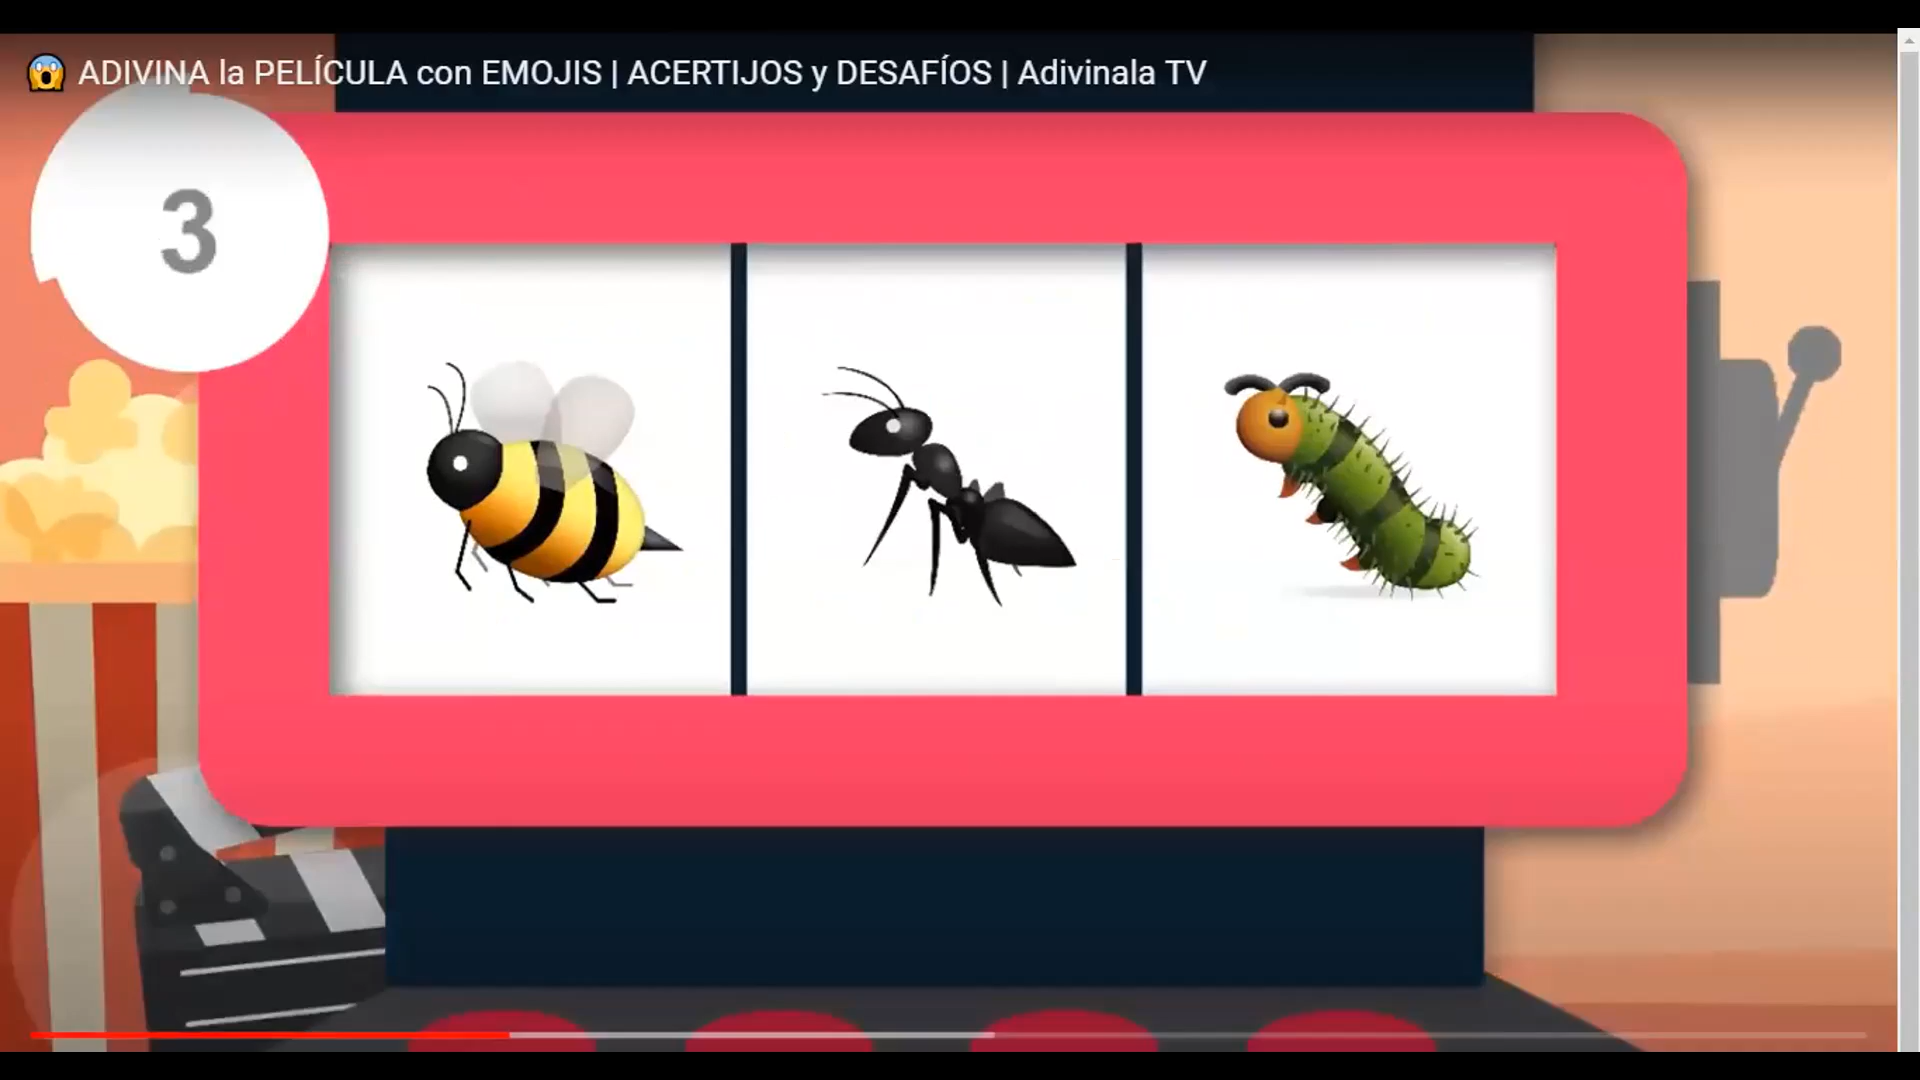 😱 ADIVINA la PELÍCULA con EMOJIS | ACERTIJOS y DESAFÍOS | Adivinala TV
3